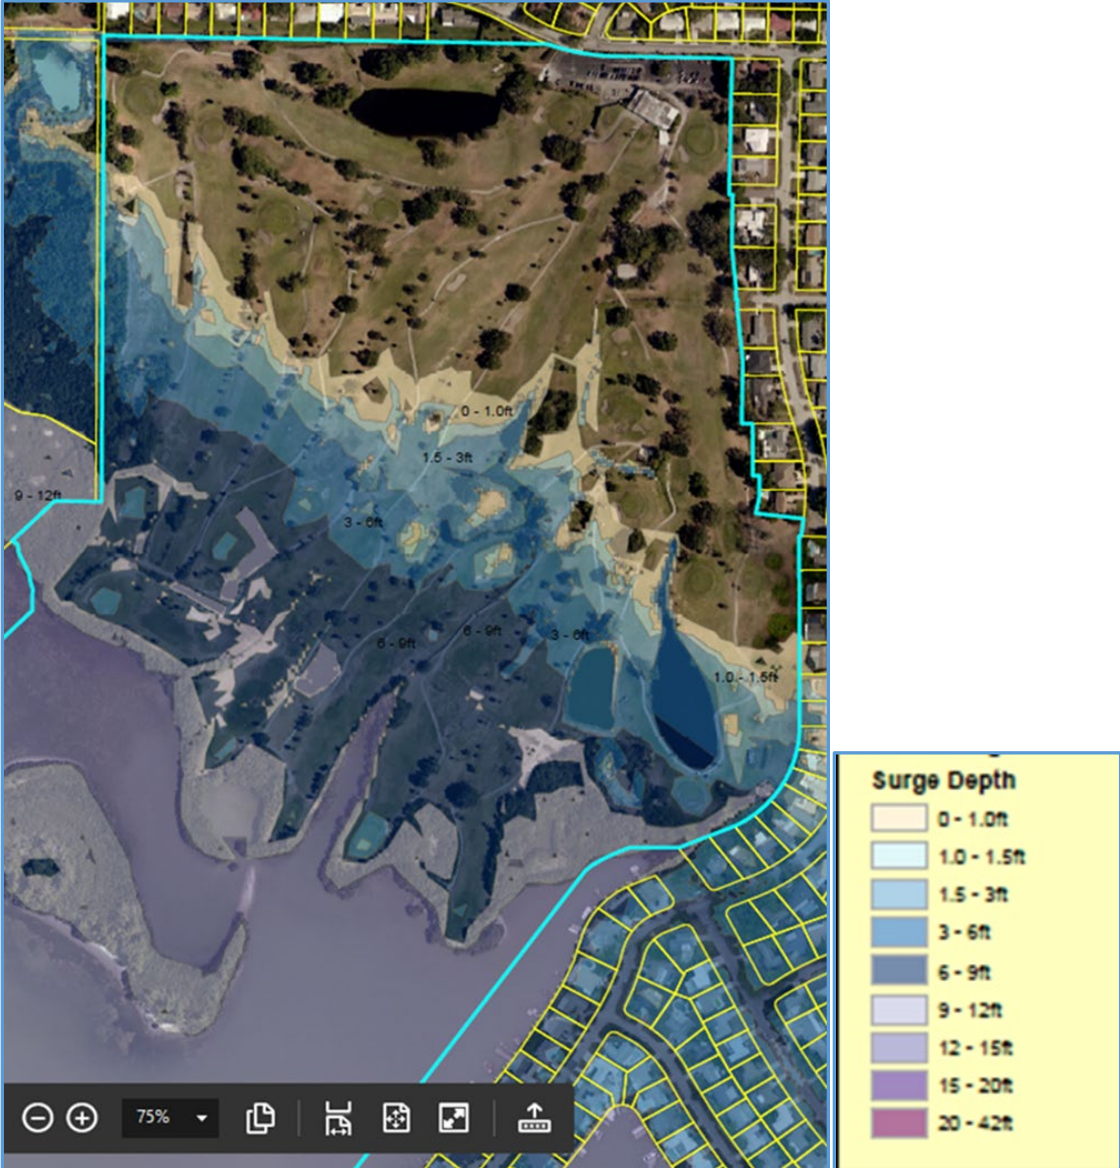 0 - 1.0ft
1.5 - 3ft
9 - 12ft
3 - 6ft
6 - 9ft
6 - 9ft
3 - 6ft
1.0 - 1.5ft
75%
Surge Depth
0 - 1.0ft
1.0 - 1.5ft
1.5 - 3ft
3 - 6ft
6 - 9ft
9 - 12ft
12 - 15ft
15 - 20ft
20 - 42ft